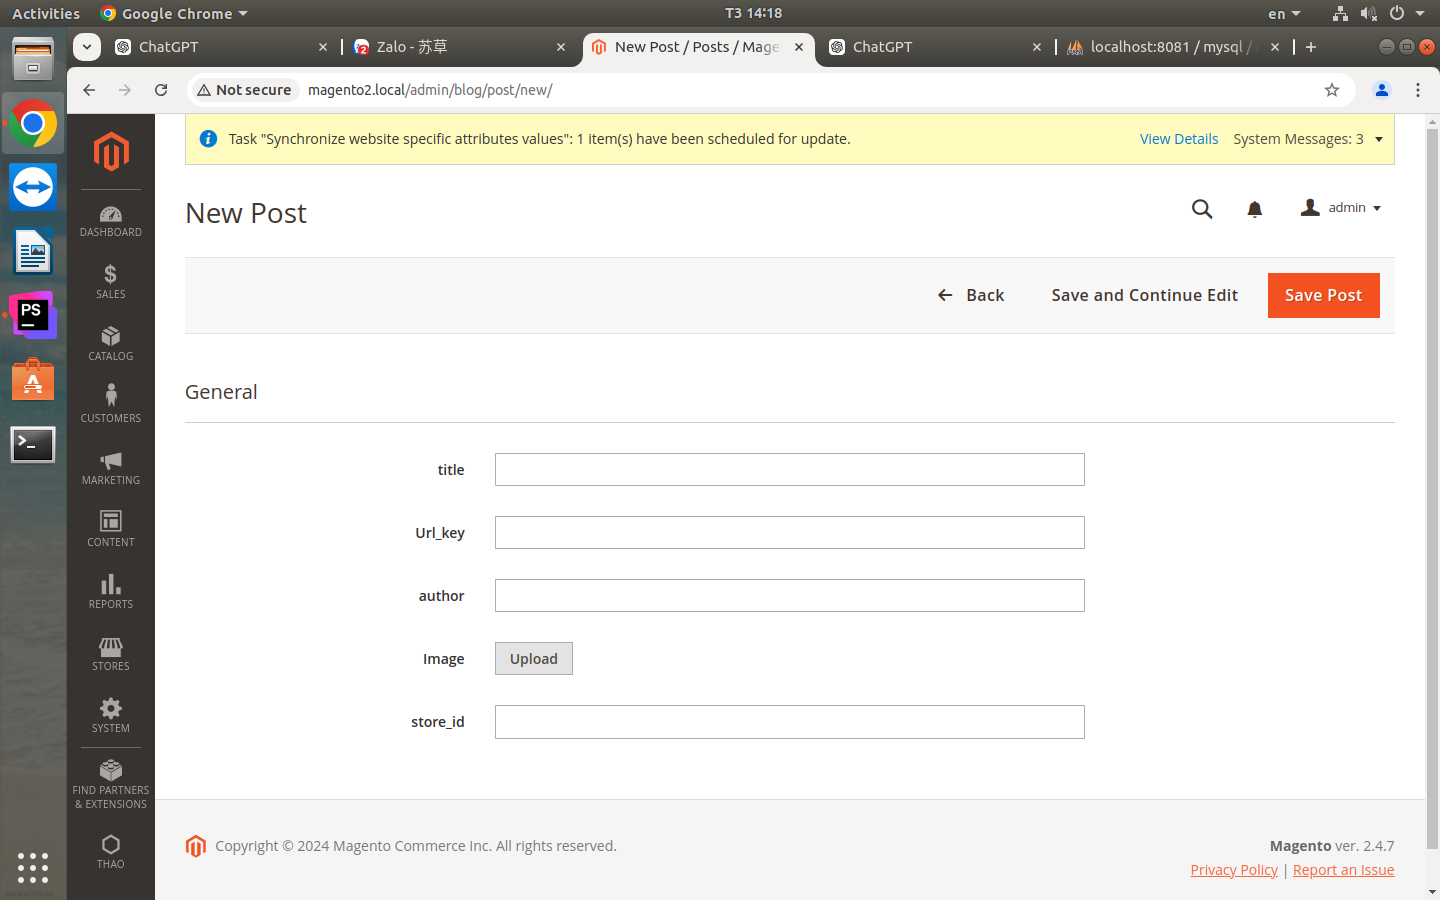 Activities Google Chrome T3 14:18 en
ChatGPT Zalo - 苏草 New Post / Posts / Mage ChatGPT localhost:8081 / mysql /
Not secure magento2.local/admin/blog/post/new/
Task "Synchronize website specific attributes values": 1 item(s) have been scheduled for update. View Details System Messages: 3
New Post admin
DASHBOARD
SALES
CATALOG
CUSTOMERS
MARKETING
CONTENT
REPORTS
STORES
SYSTEM
FIND PARTNERS
& EXTENSIONS
THAO
PS
2
Back Save and Continue Edit Save Post
General
title
Url_key
author
Image Upload
store_id
Copyright © 2024 Magento Commerce Inc. All rights reserved. Magento ver. 2.4.7
Privacy Policy | Report an Issue